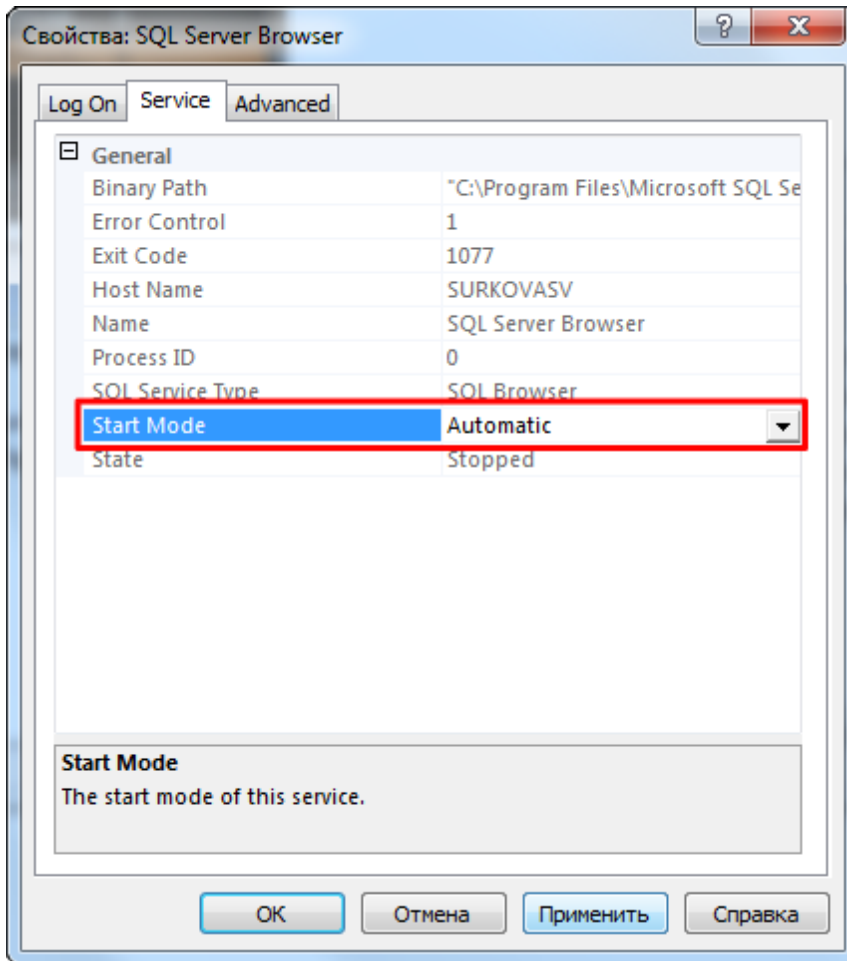 Свойства: SQL Server Browser
Log On Service Advanced
General
Binary Path "C:\Program Files\Microsoft SQL Se
Error Control 1
Exit Code 1077
Host Name SURKOVASV
Name SQL Server Browser
Process ID 0
SQL Service Type SQL Browser
Start Mode Automatic
State Stopped
Start Mode
The start mode of this service.
ОК Отмена Применить Справка